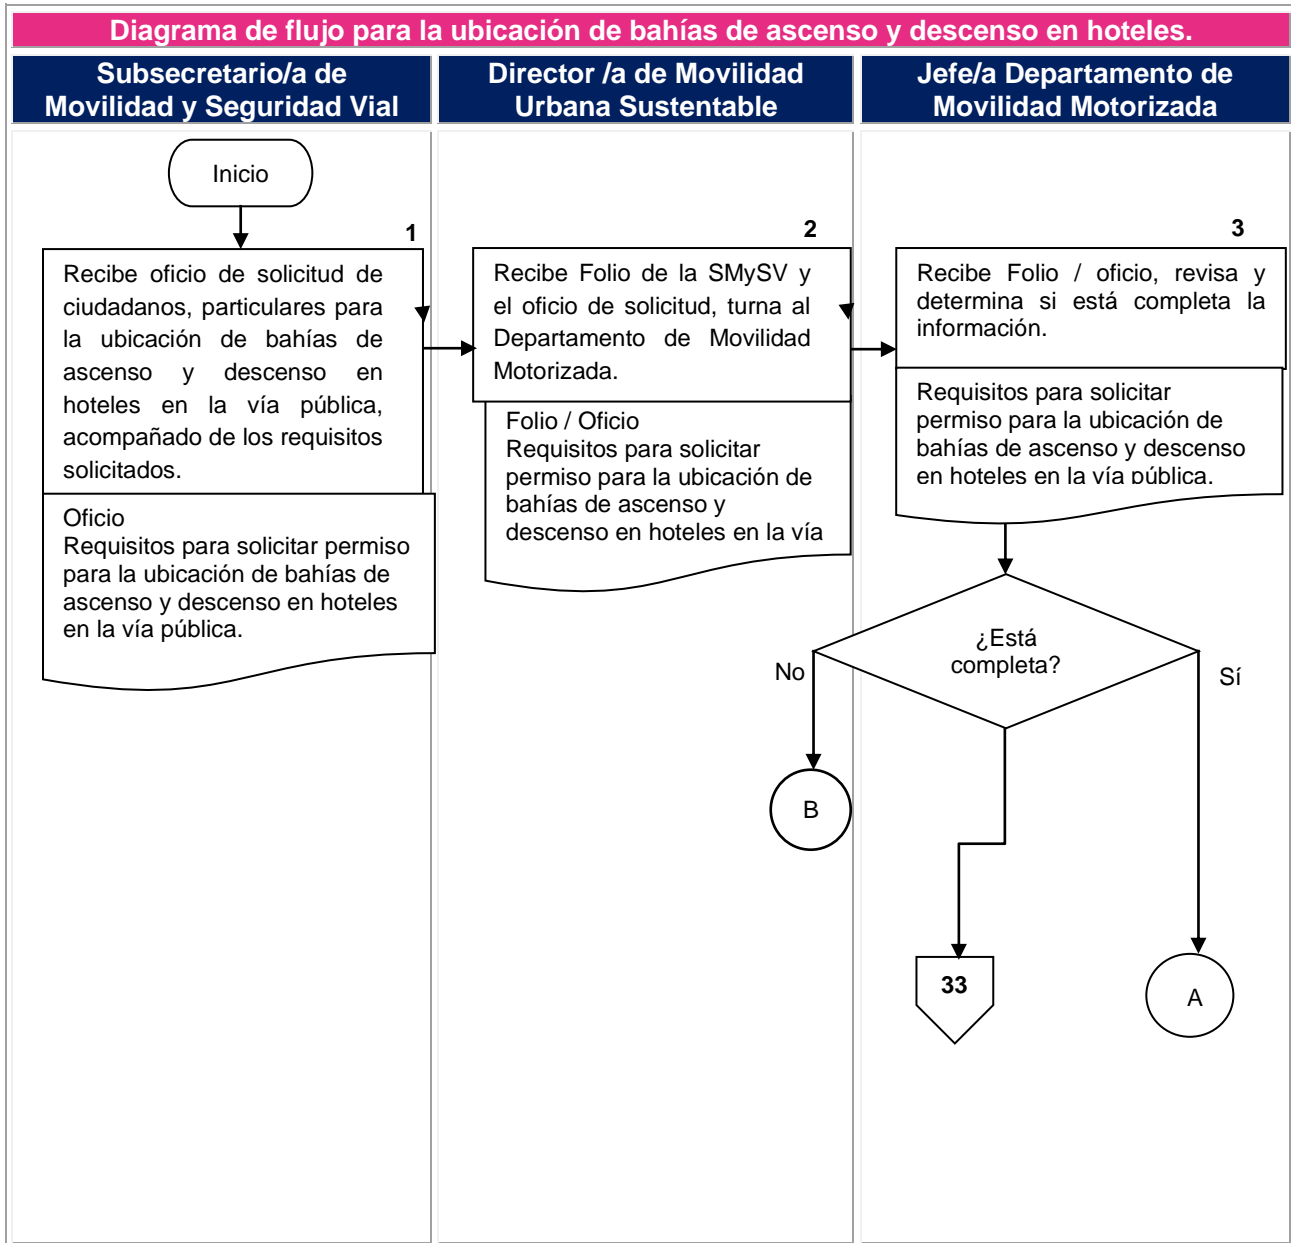 Diagrama de flujo para la ubicación de bahías de ascenso y descenso en hoteles.
Subsecretario/a de
Movilidad y Seguridad Vial
Director /a de Movilidad
Urbana Sustentable
Jefe/a Departamento de
Movilidad Motorizada
Inicio
1
Recibe oficio de solicitud de
ciudadanos, particulares para
la ubicación de bahías de
ascenso y descenso en
hoteles en la vía pública,
acompañado de los requisitos
solicitados.
Oficio
Requisitos para solicitar permiso
para la ubicación de bahías de
ascenso y descenso en hoteles
en la vía pública.
2
Recibe Folio de la SMySV y
el oficio de solicitud, turna al
Departamento de Movilidad
Motorizada.
Folio / Oficio
Requisitos para solicitar
permiso para la ubicación de
bahías de ascenso y
descenso en hoteles en la vía
3
Recibe Folio / oficio, revisa y
determina si está completa la
información.
Requisitos para solicitar
permiso para la ubicación de
bahías de ascenso y descenso
en hoteles en la vía pública.
¿Está
completa?
No
Sí
B
33
A